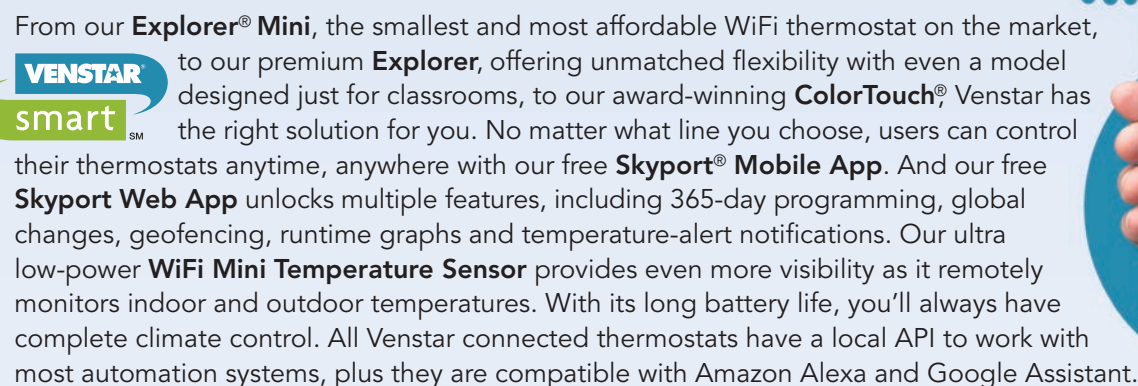 From our Explorer® Mini, the smallest and most affordable WiFi thermostat on the market,
VENSTAR®
smart SM
to our premium Explorer, offering unmatched flexibility with even a model
designed just for classrooms, to our award-winning ColorTouch®, Venstar has
the right solution for you. No matter what line you choose, users can control
their thermostats anytime, anywhere with our free Skyport® Mobile App. And our free
Skyport Web App unlocks multiple features, including 365-day programming, global
changes, geofencing, runtime graphs and temperature-alert notifications. Our ultra
low-power WiFi Mini Temperature Sensor provides even more visibility as it remotely
monitors indoor and outdoor temperatures. With its long battery life, you’ll always have
complete climate control. All Venstar connected thermostats have a local API to work with
most automation systems, plus they are compatible with Amazon Alexa and Google Assistant.